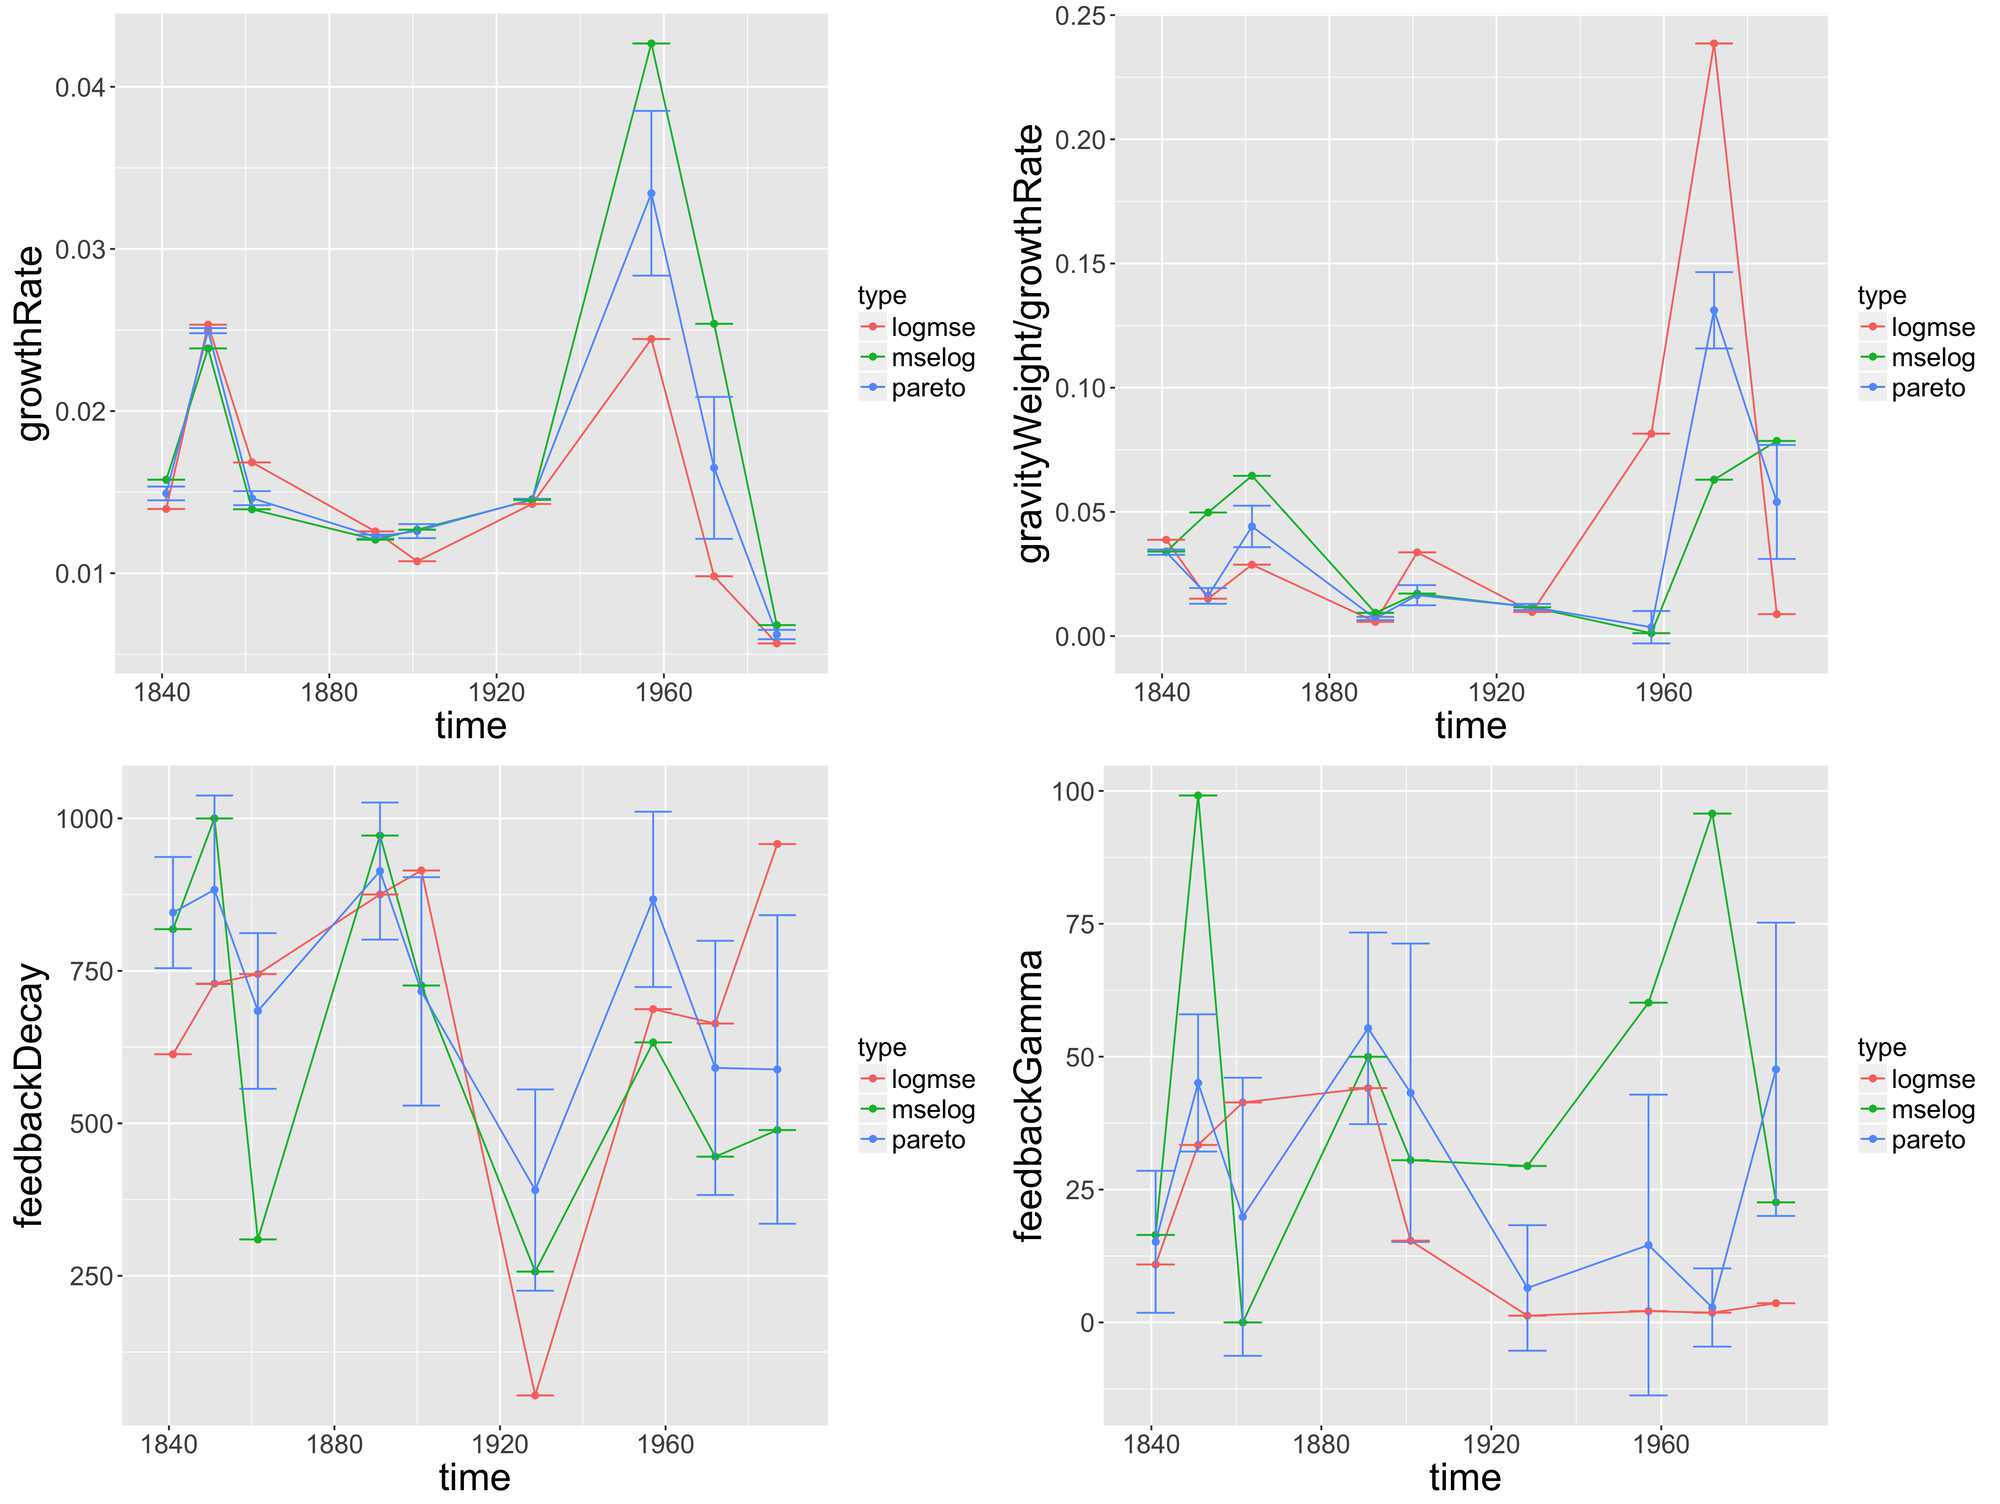 growthRate
0.04
0.03
0.02
0.01
1840 1880 1920 1960
time
type
logmse
mselog
pareto
gravityWeight/growthRate
0.25
0.20
0.15
0.10
0.05
0.00
1840 1880 1920 1960
time
type
logmse
mselog
pareto
feedbackDecay
1000
750
500
250
1840 1880 1920 1960
time
type
logmse
mselog
pareto
feedbackGamma
100
75
50
25
0
1840 1880 1920 1960
time
type
logmse
mselog
pareto